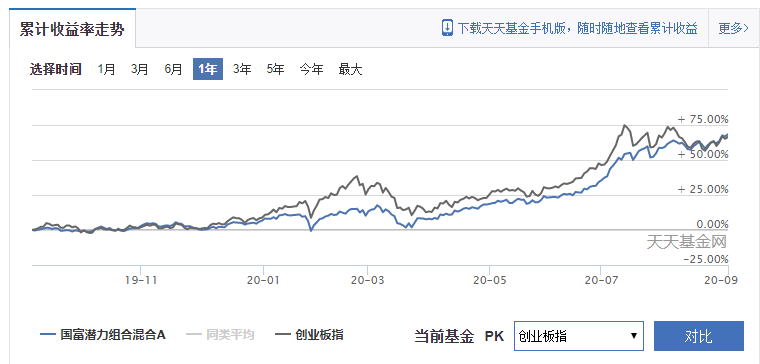 累计收益率走势 下载天天基金手机版，随时随地查看累计收益 更多>
选择时间 1月 3月 6月 1年 3年 5年 今年 最大
+ 75.00%
+ 50.00%
+ 25.00%
0.00%
天天基金网
-25.00%
19-11 20-01 20-03 20-05 20-07 20-09
国富潜力组合混合A 同类平均 创业板指 当前基金 PK 创业板指 对比